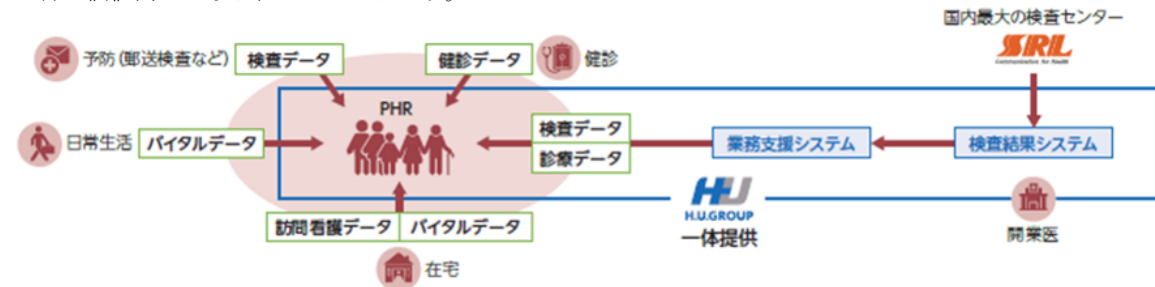 国内最大の検査センター
SRL
Communication for Health
予防(郵送検査など)
検査データ
健診データ
健診
PHR
日常生活
バイタルデータ
検査データ
診療データ
業務支援システム
検査結果システム
H.U.GROUP
一体提供
開業医
訪問看護データ
バイタルデータ
在宅